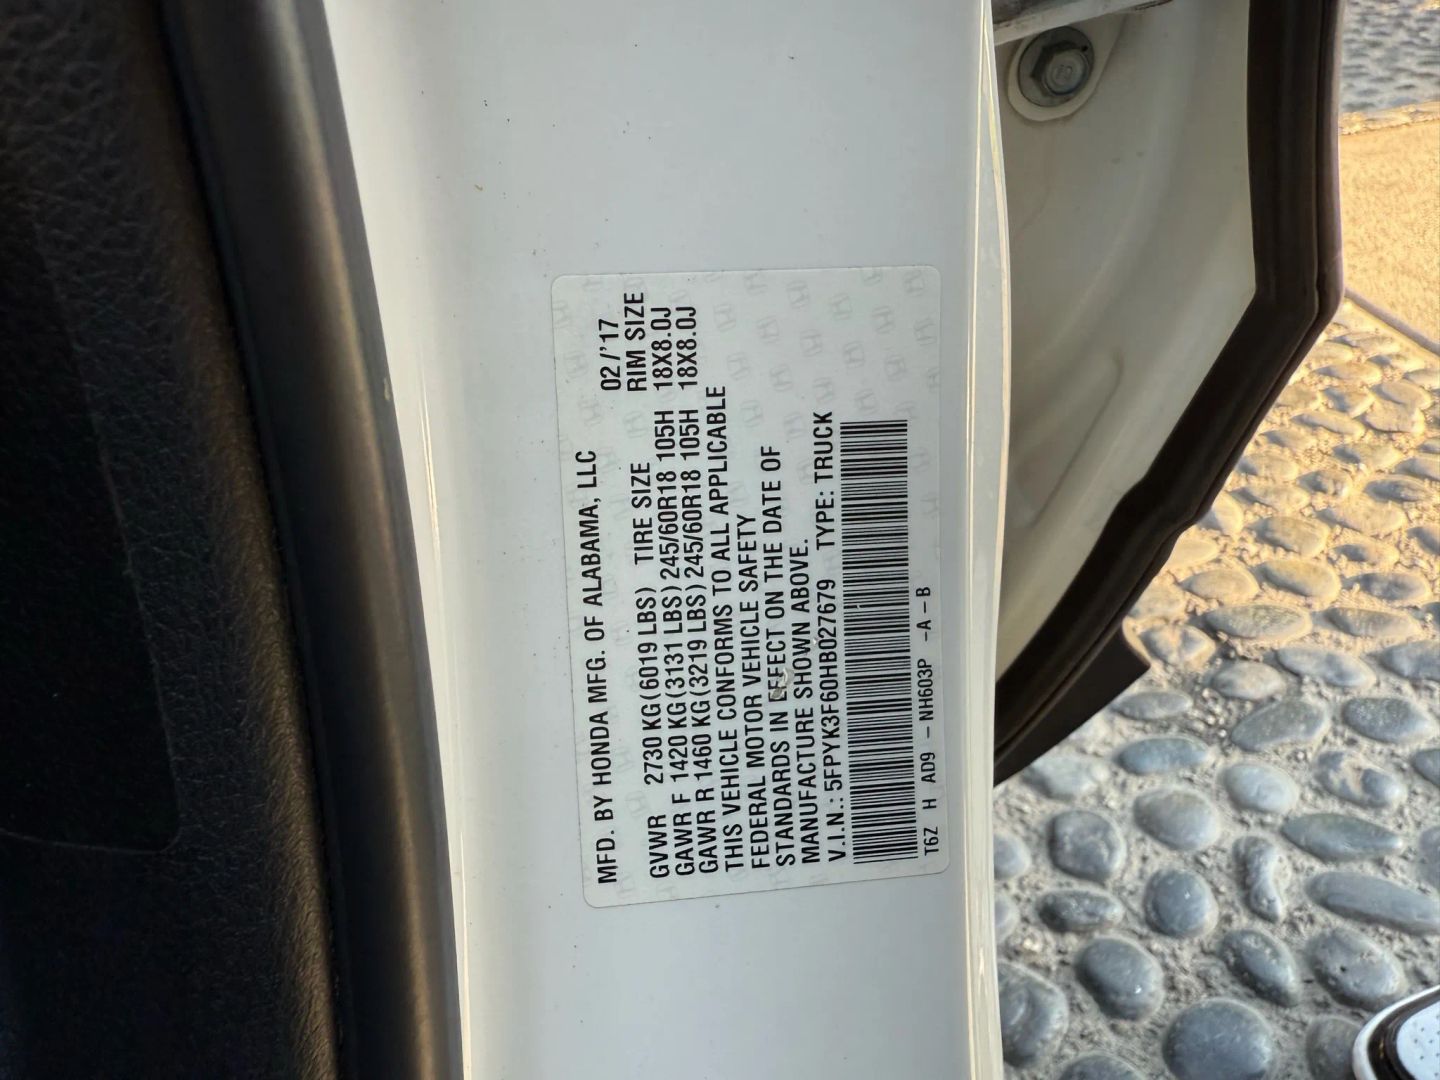 MFD. BY HONDA MFG. OF ALABAMA, LLC 02/'17
GVWR 2730 KG(6019 LBS) TIRE SIZE RIM SIZE
GAWR F 1420 KG(3131 LBS) 245/60R18 105H 18X8.0J
GAWR R 1460 KG(3219 LBS) 245/60R18 105H 18X8.0J
THIS VEHICLE CONFORMS TO ALL APPLICABLE
FEDERAL MOTOR VEHICLE SAFETY
STANDARDS IN EFFECT ON THE DATE OF
MANUFACTURE SHOWN ABOVE.
V.I.N.: 5FPYK3F60HB027679 TYPE: TRUCK
T6Z H AD9 - NH603P -A-B